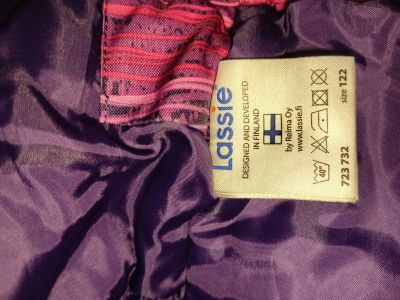 Lassie
DESIGNED AND DEVELOPED
IN FINLAND
by Reima Oy
www.lassie.fi
size 122
40°
723 732